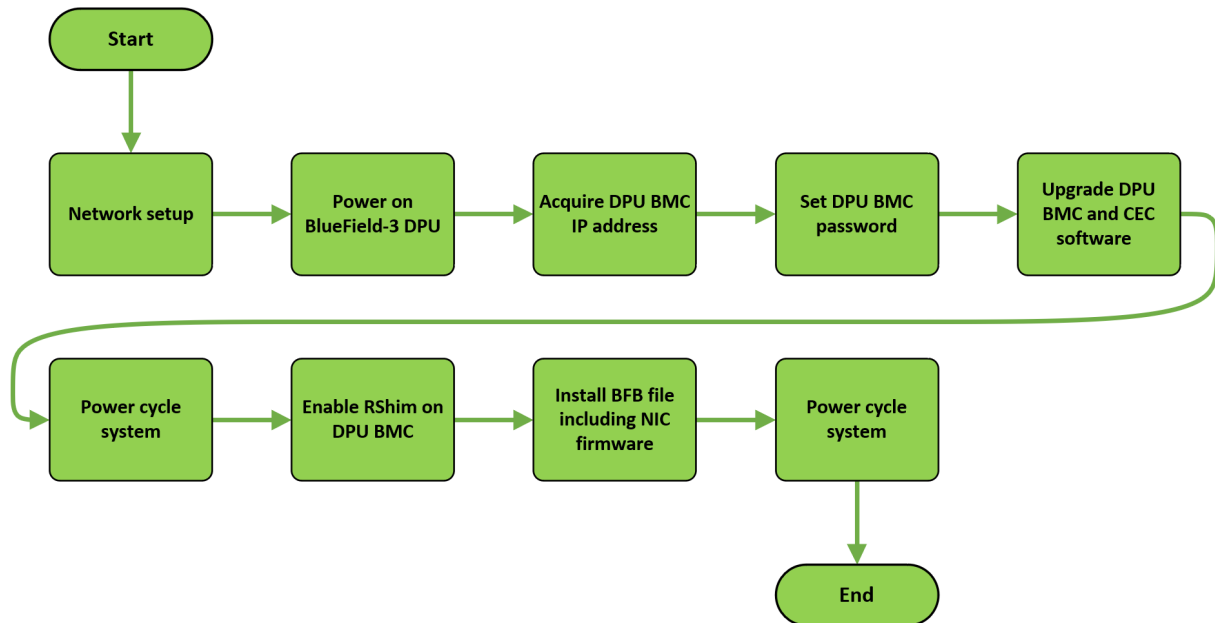 Start
Network setup
Power on
BlueField-3 DPU
Acquire DPU BMC
IP address
Set DPU BMC
password
Upgrade DPU
BMC and CEC
software
Power cycle
system
Enable RShim on
DPU BMC
Install BFB file
including NIC
firmware
Power cycle
system
End